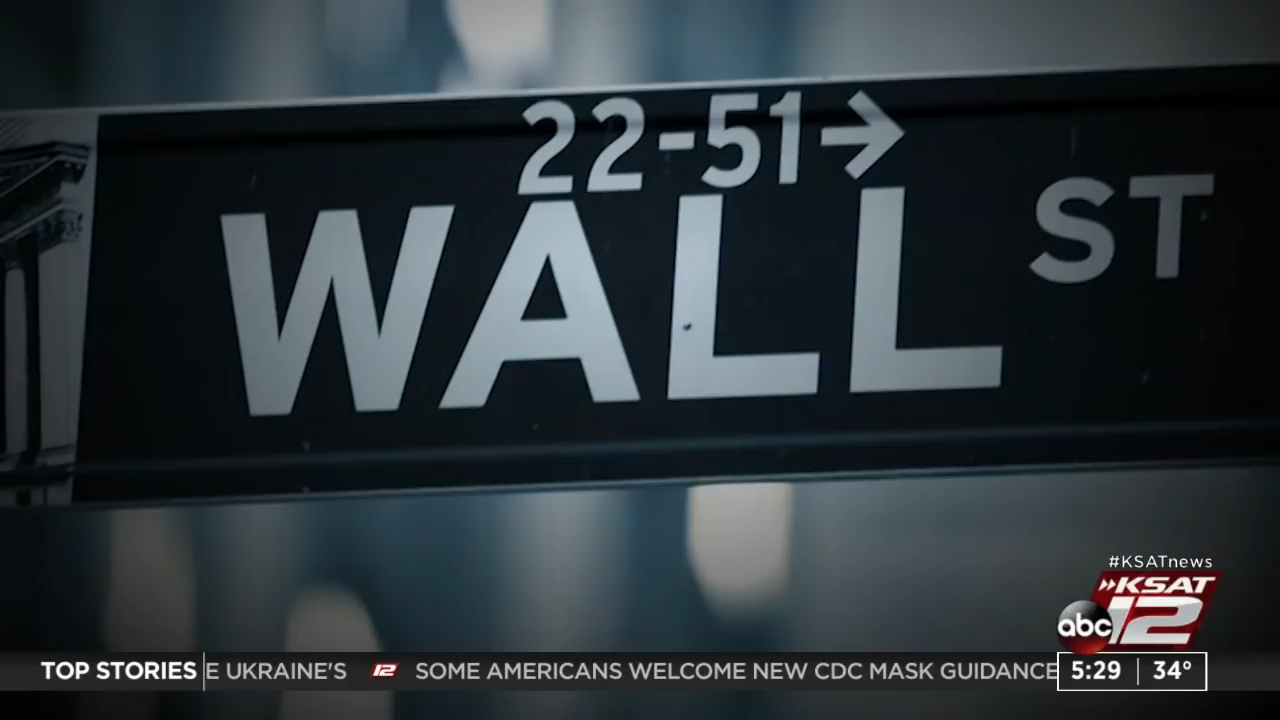 22-51→
WALL ST
#KSATnews
KSAT
abc 12
TOP STORIES E UKRAINE'S 12 SOME AMERICANS WELCOME NEW CDC MASK GUIDANCE 5:29 34°